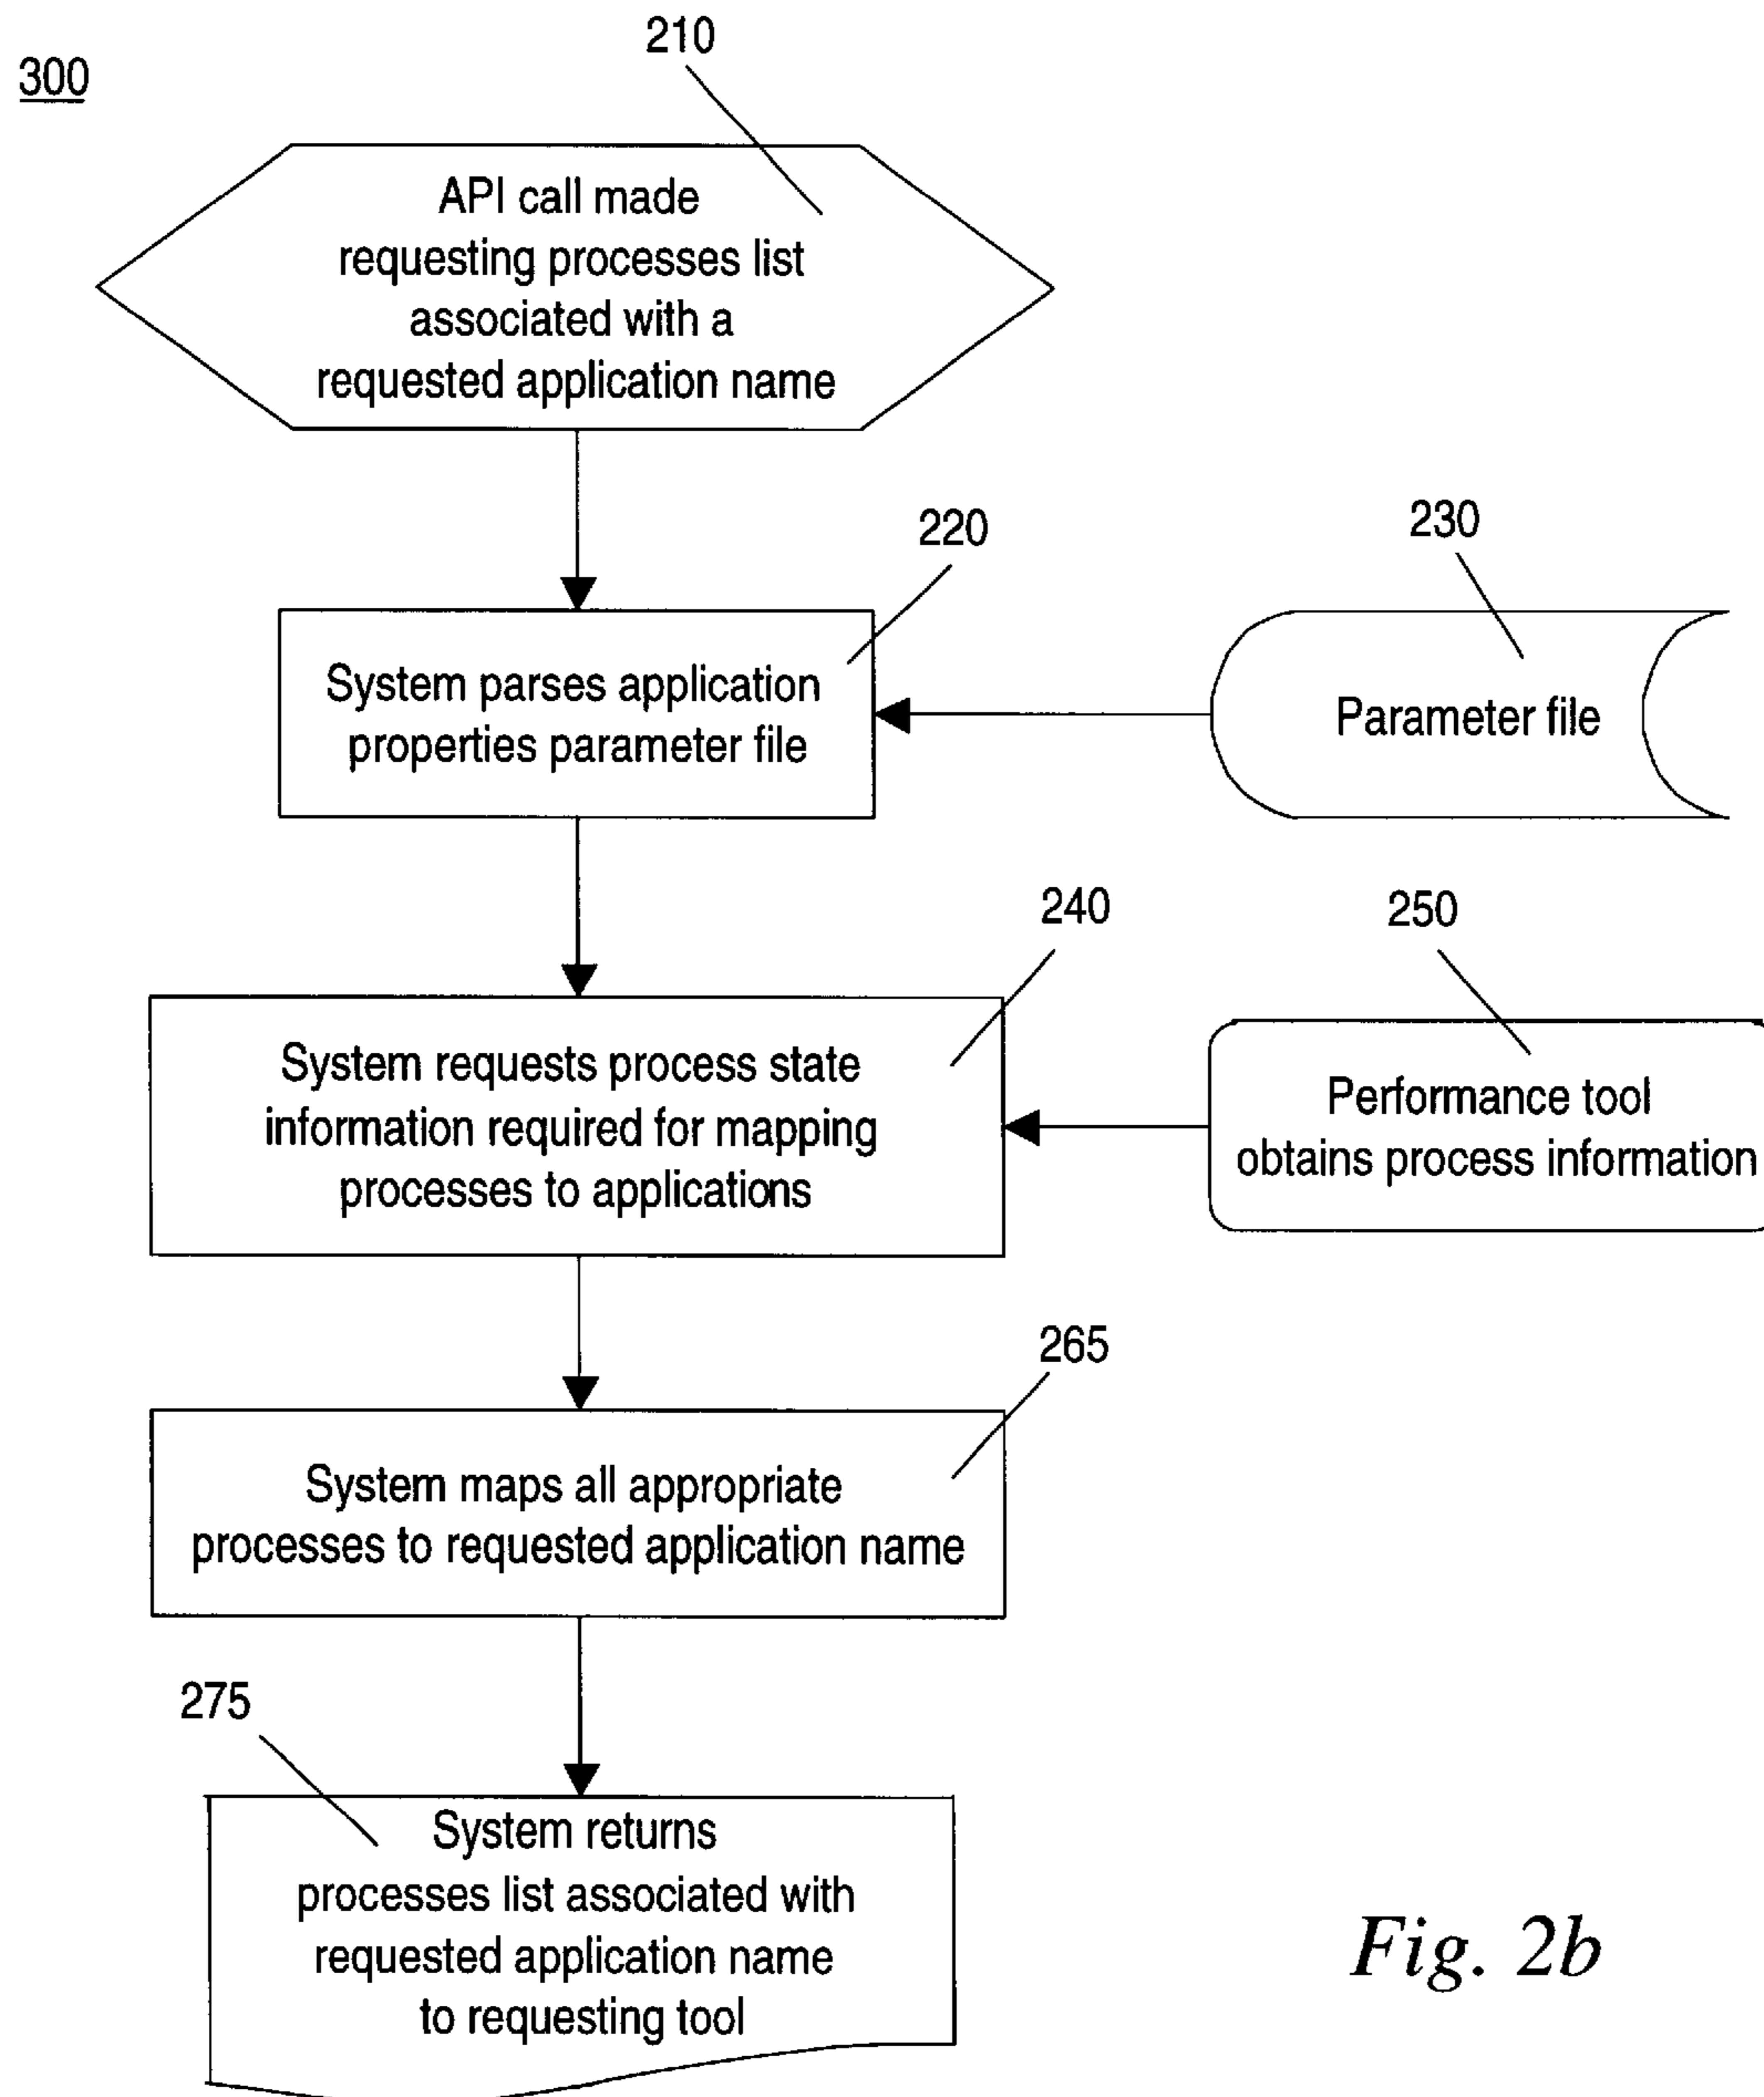 210
300
API call made
requesting processes list
associated with a
requested application name
220
230
System parses application
properties parameter file
Parameter file
240
250
System requests process state
information required for mapping
processes to applications
Performance tool
obtains process information
265
System maps all appropriate
processes to requested application name
275
System returns
processes list associated with
requested application name
to requesting tool
Fig. 2b